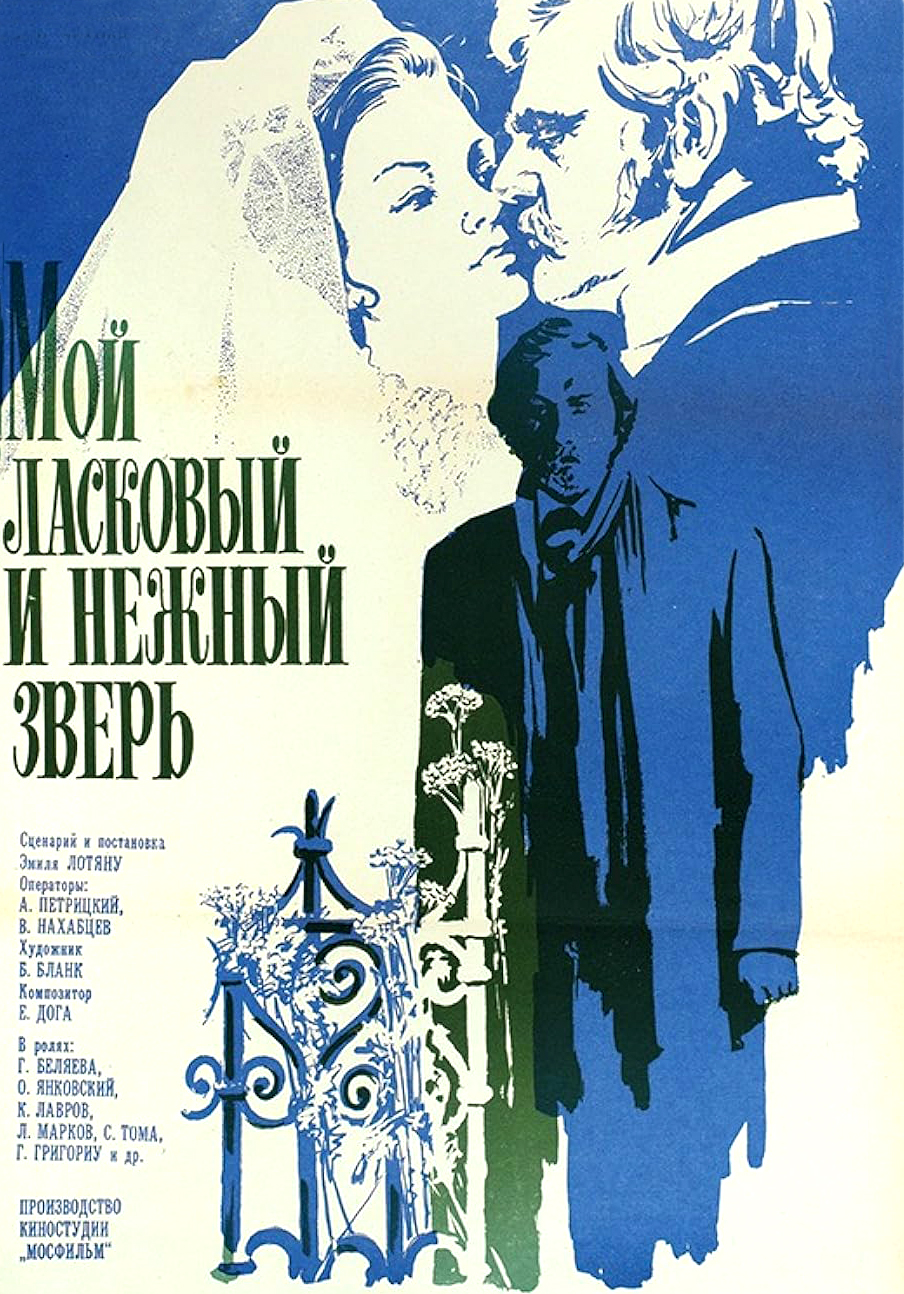 Мой
ласковый
и нежный
зверь
Сценарий и постановка
Эмиля ЛОТЯНУ
Операторы:
А. ПЕТРИЦКИЙ,
В. НАХАБЦЕВ
Художник
Б. БЛАНК
Композитор
Е. ДОГА
В ролях:
Г. БЕЛЯЕВА,
О. ЯНКОВСКИЙ,
К. ЛАВРОВ,
Л. МАРКОВ, С. ТОМА,
Г. ГРИГОРИУ и др.
ПРОИЗВОДСТВО
КИНОСТУДИИ
„МОСФИЛЬМ“